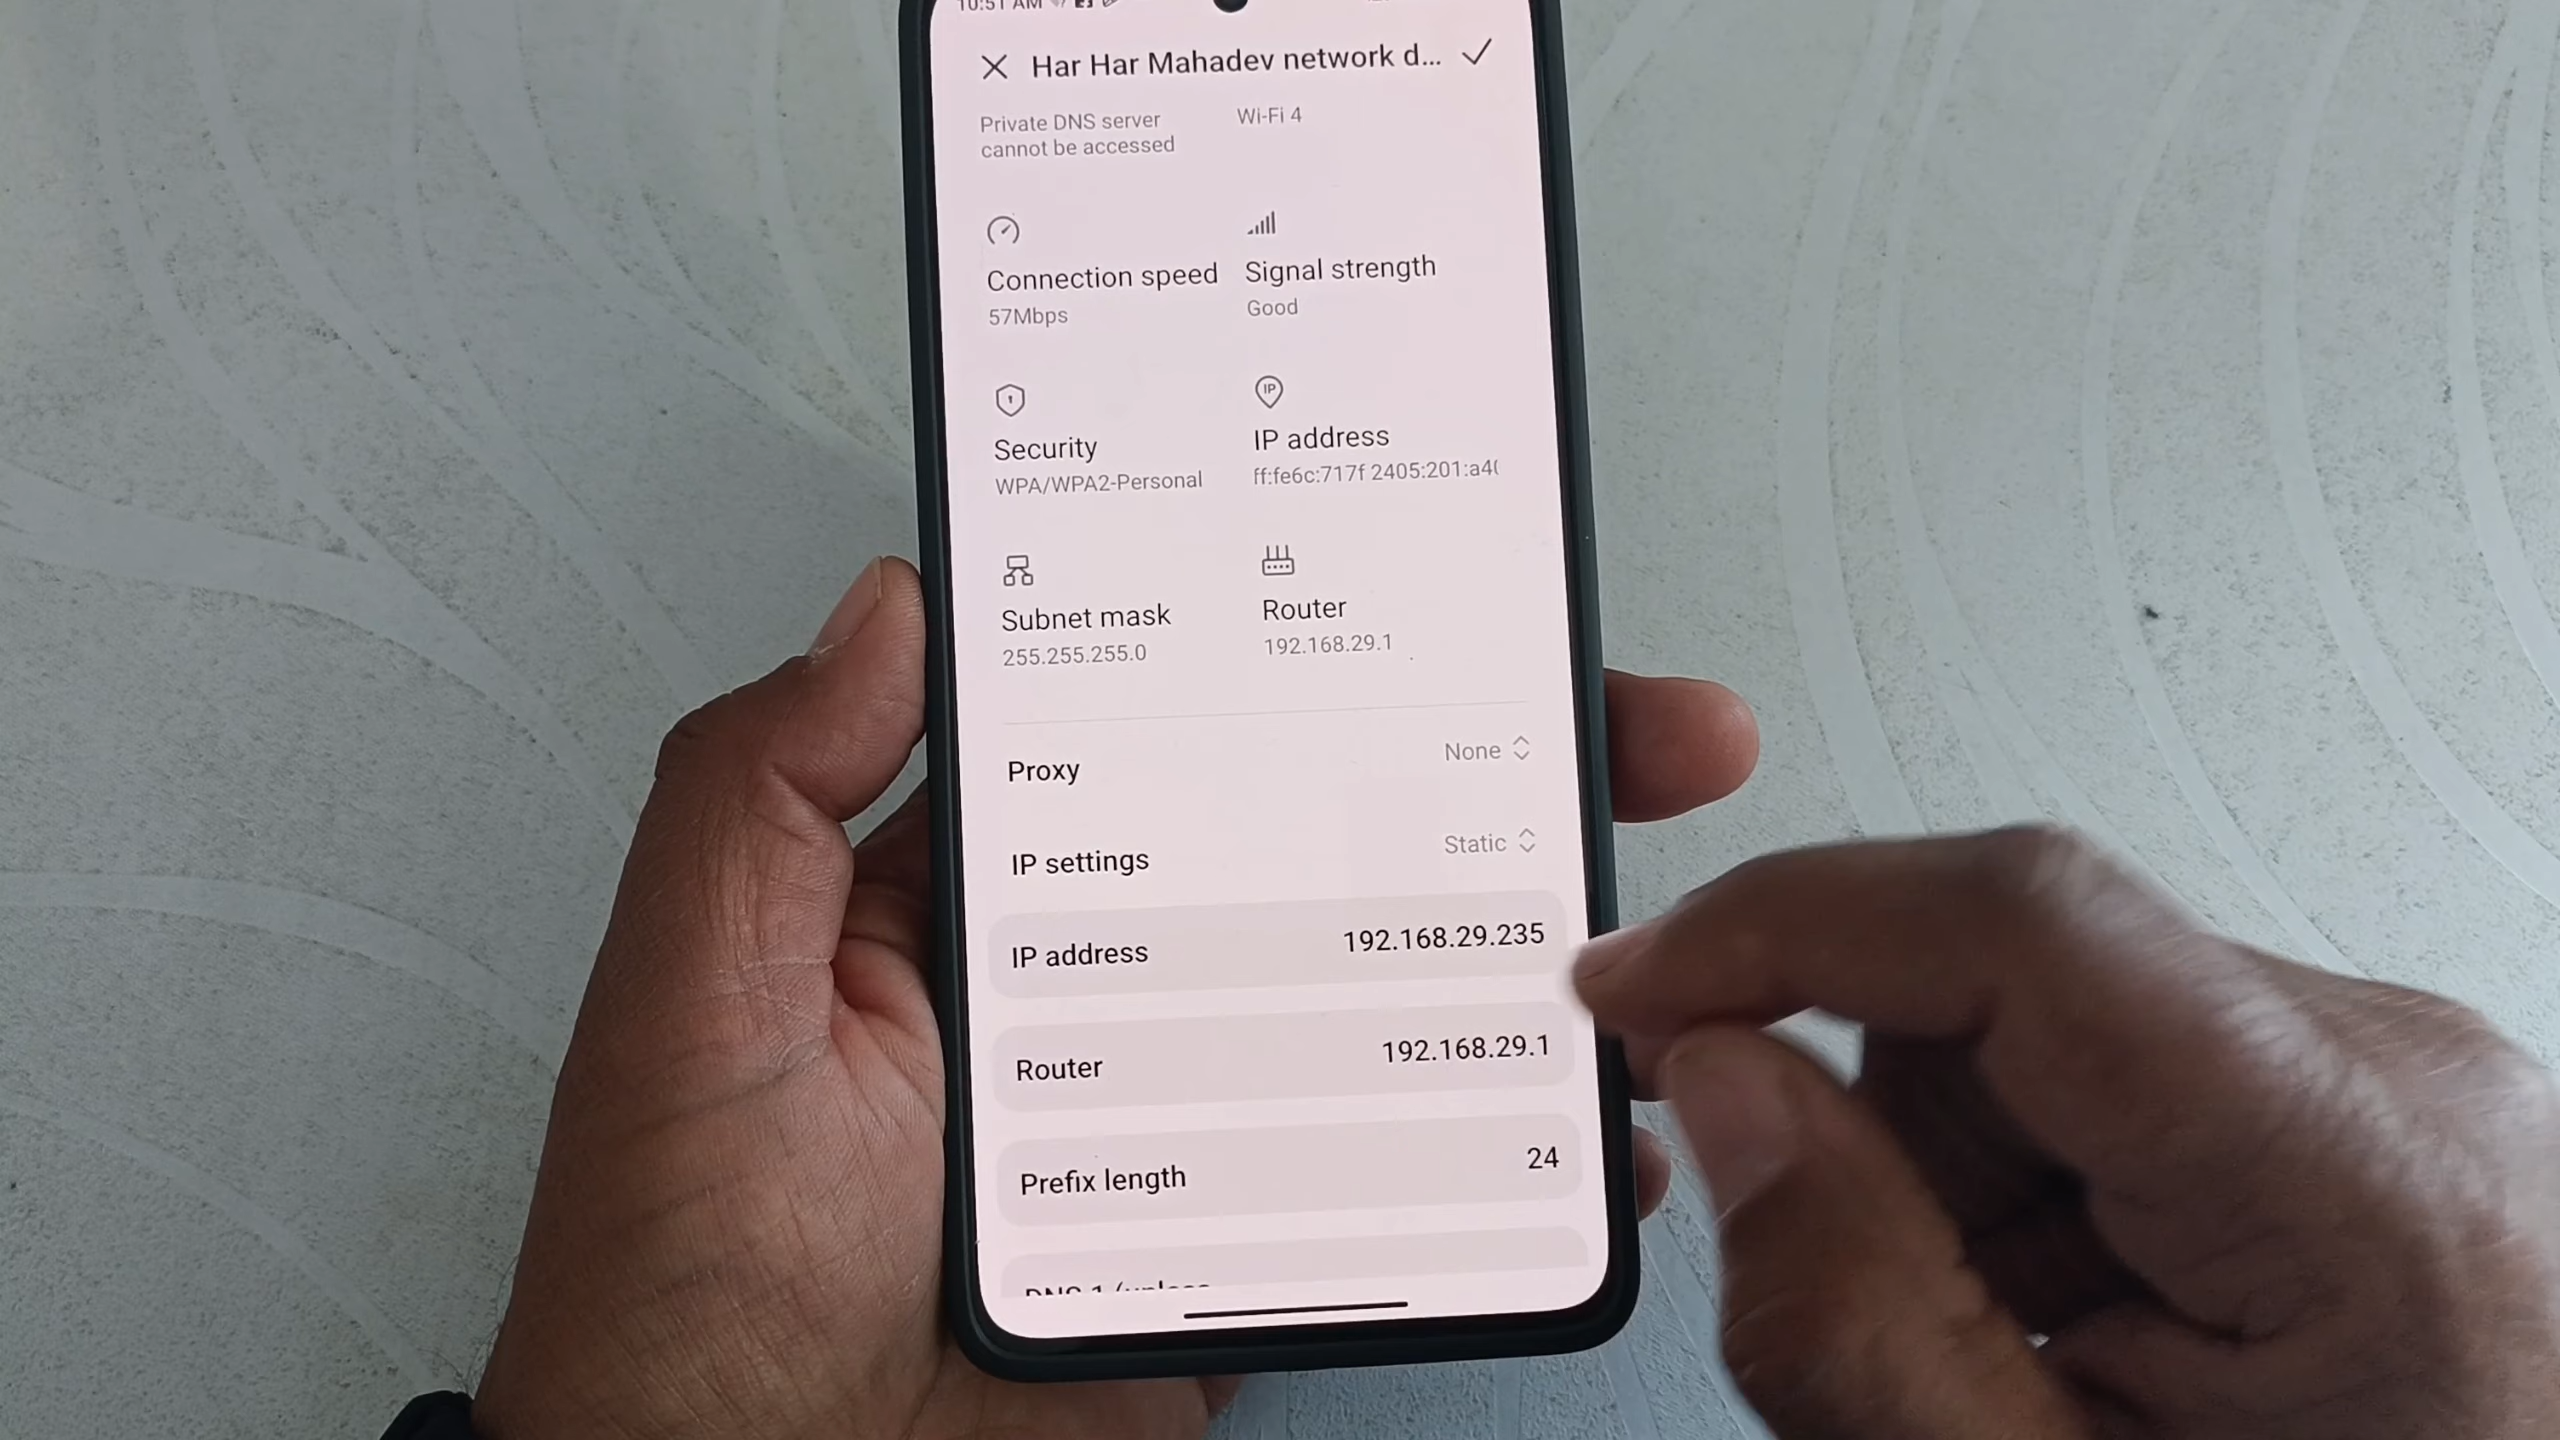 10:51 AM
Har Har Mahadev network d...
Private DNS server
cannot be accessed
Wi-Fi 4
Connection speed
57Mbps
Signal strength
Good
Security
WPA/WPA2-Personal
IP
IP address
ff:fe6c:717f 2405:201:a4(
Subnet mask
255.255.255.0
Router
192.168.29.1
Proxy
None
IP settings
Static
IP address
192.168.29.235
Router
192.168.29.1
Prefix length
24
DNS 1 (unless